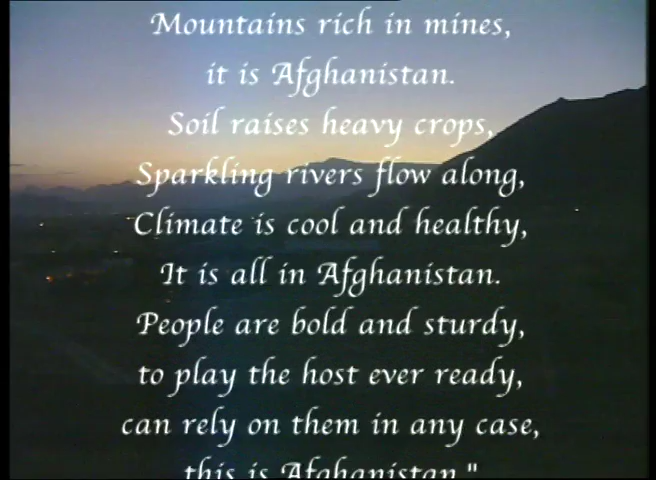 Mountains rich in mines,
it is Afghanistan.
Soil raises heavy crops,
Sparkling rivers flow along,
Climate is cool and healthy,
It is all in Afghanistan.
People are bold and sturdy,
to play the host ever ready,
can rely on them in any case,
this is Afghanistan."